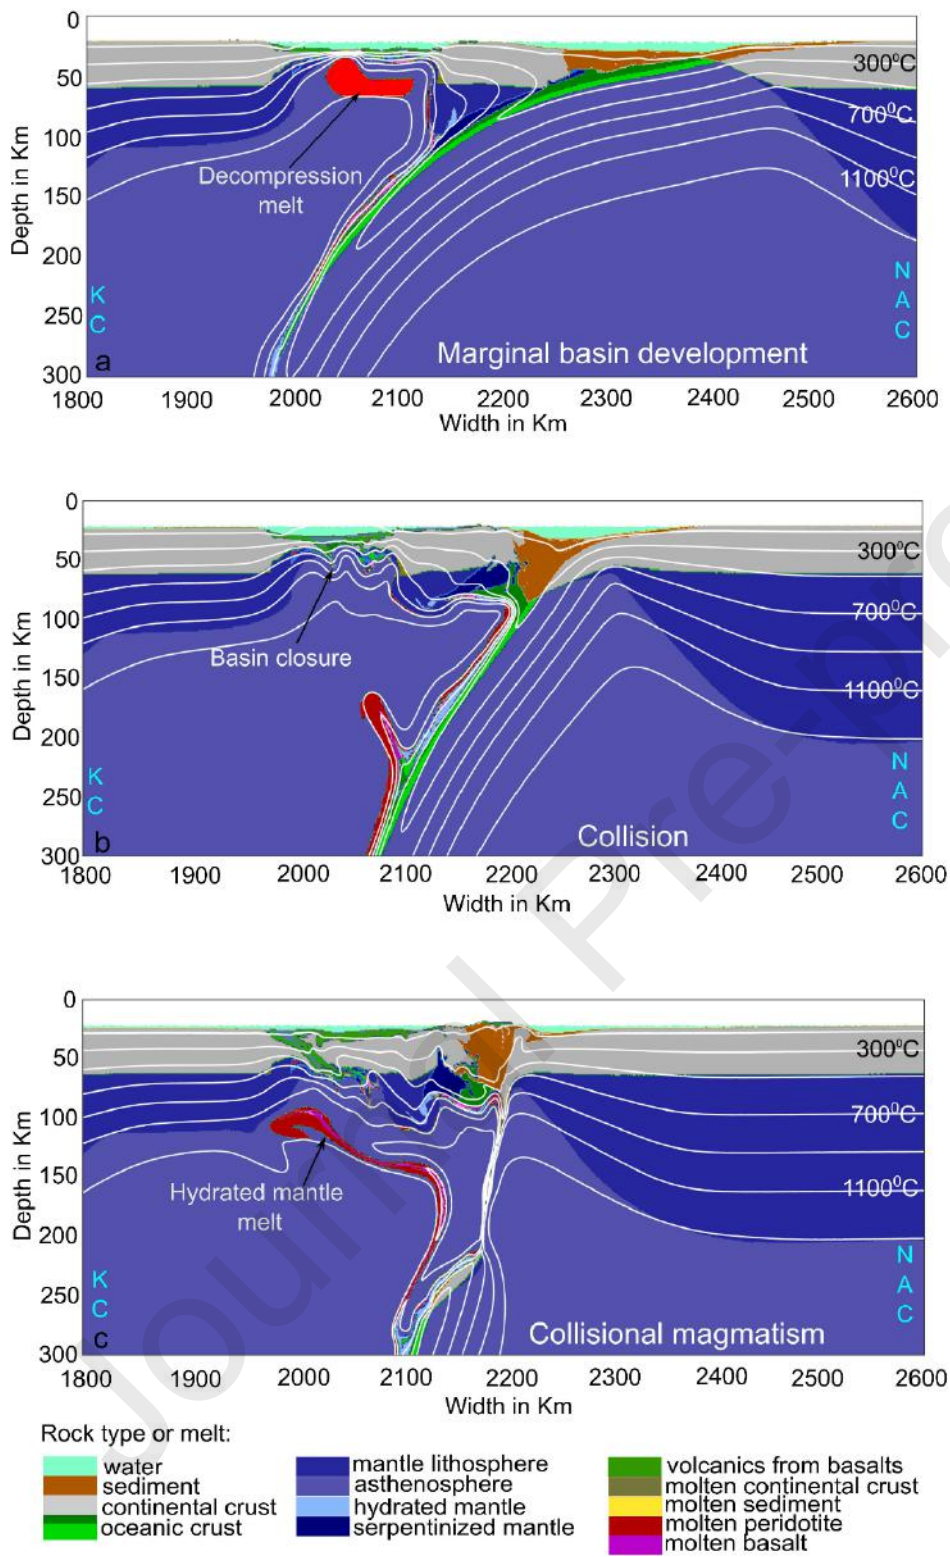 0
50
100
150
200
250
300
Depth in Km
300⁰C
700⁰C
1100⁰C
Decompression
melt
K
C
N
A
C
a
Marginal basin development
1800
1900
2000
2100
2200
2300
2400
2500
2600
Width in Km
0
50
100
150
200
250
300
Depth in Km
300⁰C
700⁰C
1100⁰C
Basin closure
K
C
N
A
C
b
Collision
1800
1900
2000
2100
2200
2300
2400
2500
2600
Width in Km
0
50
100
150
200
250
300
Depth in Km
300⁰C
700⁰C
1100⁰C
Hydrated mantle
melt
K
C
N
A
C
c
Collisional magmatism
1800
1900
2000
2100
2200
2300
2400
2500
2600
Width in Km
Rock type or melt:
water
sediment
continental crust
oceanic crust
mantle lithosphere
asthenosphere
hydrated mantle
serpentinized mantle
volcanics from basalts
molten continental crust
molten sediment
molten peridotite
molten basalt
Journal Pre-pro